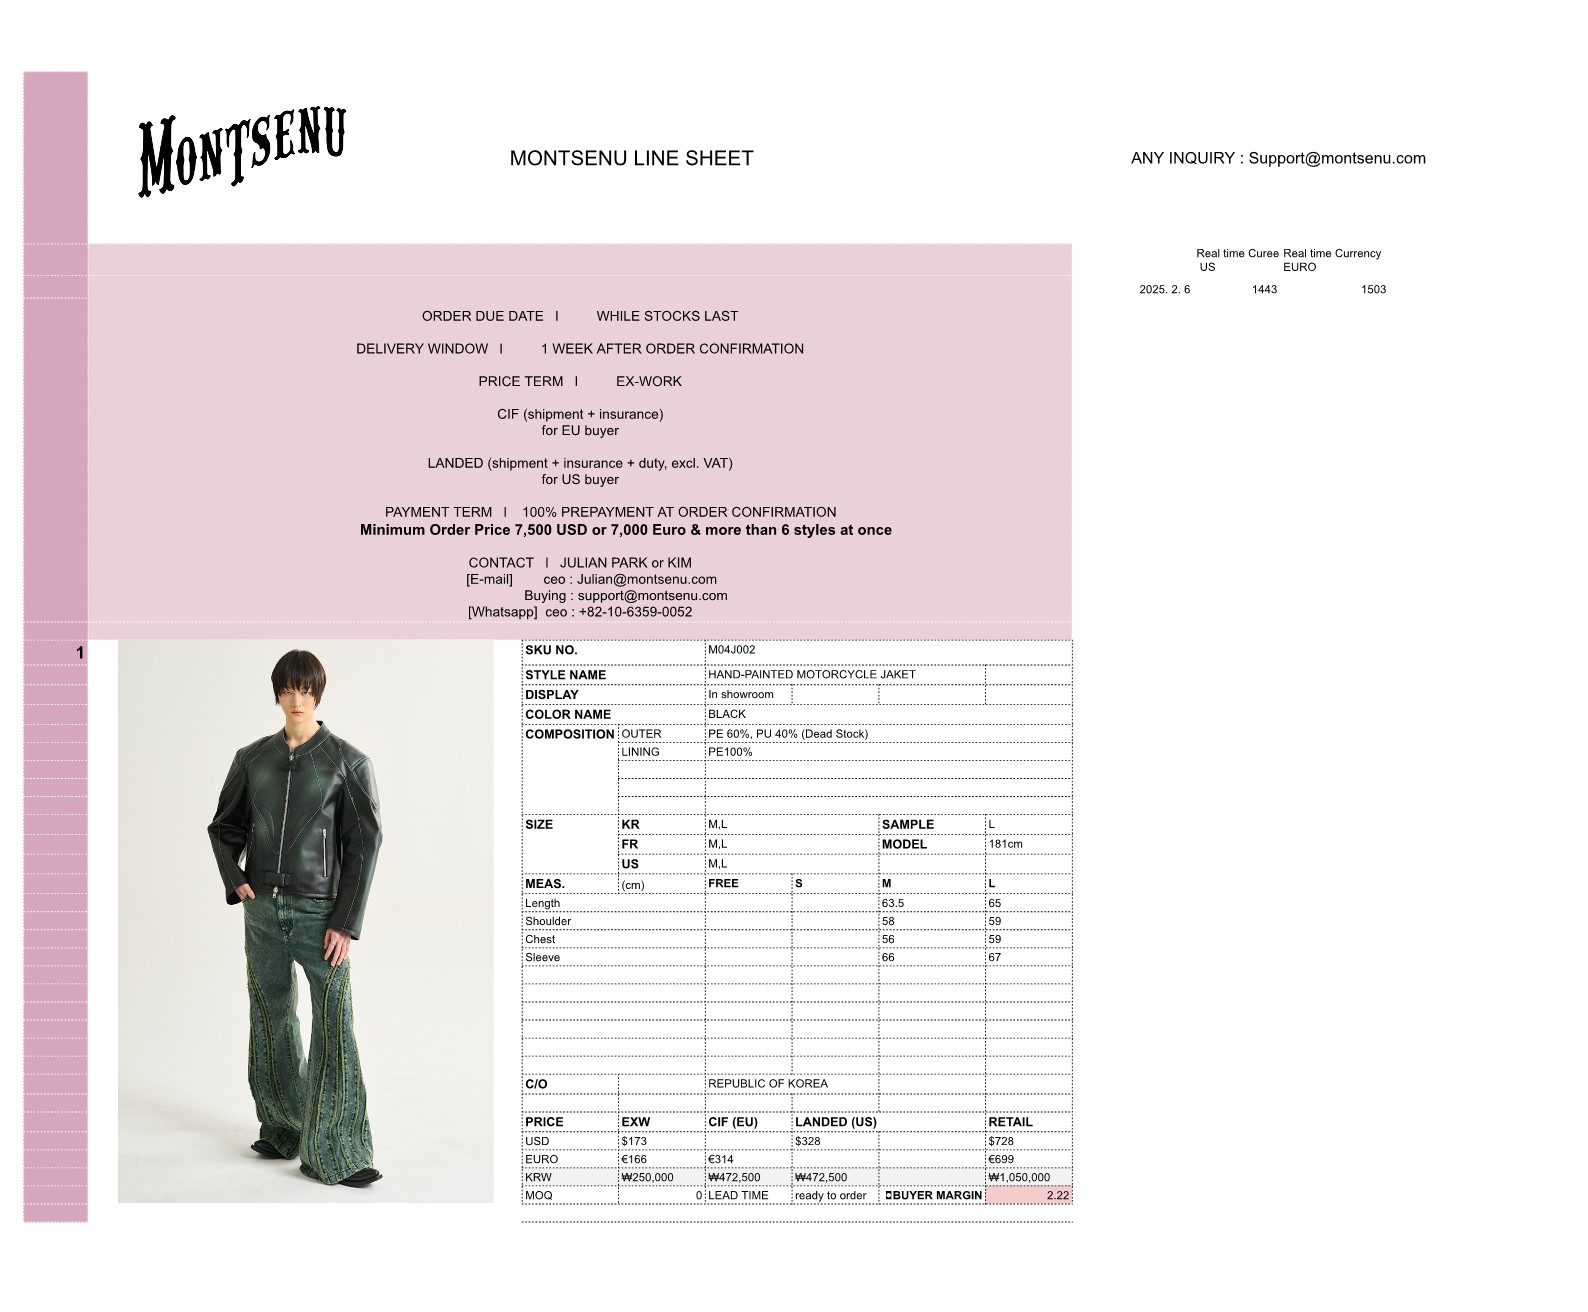 MONTSENU
MONTSENU LINE SHEET
ANY INQUIRY : Support@montsenu.com
Real time Curee Real time Currency
US EURO
2025. 2. 6 1443 1503
ORDER DUE DATE I WHILE STOCKS LAST
DELIVERY WINDOW I 1 WEEK AFTER ORDER CONFIRMATION
PRICE TERM I EX-WORK
CIF (shipment + insurance)
for EU buyer
LANDED (shipment + insurance + duty, excl. VAT)
for US buyer
PAYMENT TERM I 100% PREPAYMENT AT ORDER CONFIRMATION
Minimum Order Price 7,500 USD or 7,000 Euro & more than 6 styles at once
CONTACT I JULIAN PARK or KIM
[E-mail] ceo : Julian@montsenu.com
Buying : support@montsenu.com
[Whatsapp] ceo : +82-10-6359-0052
1
SKU NO. M04J002
STYLE NAME HAND-PAINTED MOTORCYCLE JAKET
DISPLAY In showroom
COLOR NAME BLACK
COMPOSITION OUTER PE 60%, PU 40% (Dead Stock)
LINING PE100%
SIZE KR M,L SAMPLE L
FR M,L MODEL 181cm
US M,L
MEAS. (cm) FREE S M L
Length 63.5 65
Shoulder 58 59
Chest 56 59
Sleeve 66 67
C/O REPUBLIC OF KOREA
PRICE EXW CIF (EU) LANDED (US) RETAIL
USD $173 $328 $728
EURO €166 €314 €699
KRW ₩250,000 ₩472,500 ₩472,500 ₩1,050,000
MOQ 0 LEAD TIME ready to order BUYER MARGIN 2.22